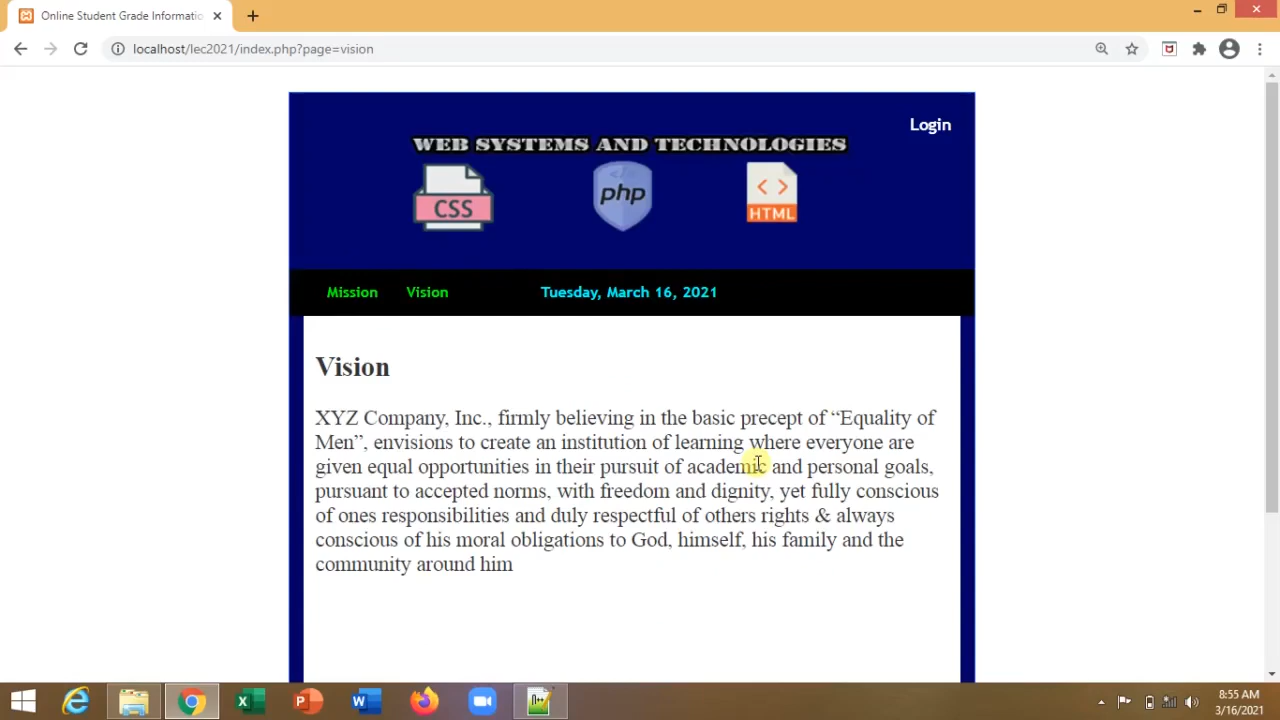 Online Student Grade Informatio
localhost/lec2021/index.php?page=vision
Login
WEB SYSTEMS AND TECHNOLOGIES
CSS
php
HTML
Mission
Vision
Tuesday, March 16, 2021
Vision
XYZ Company, Inc., firmly believing in the basic precept of “Equality of
Men”, envisions to create an institution of learning where everyone are
given equal opportunities in their pursuit of academic and personal goals,
pursuant to accepted norms, with freedom and dignity, yet fully conscious
of ones responsibilities and duly respectful of others rights & always
conscious of his moral obligations to God, himself, his family and the
community around him
8:55 AM
3/16/2021